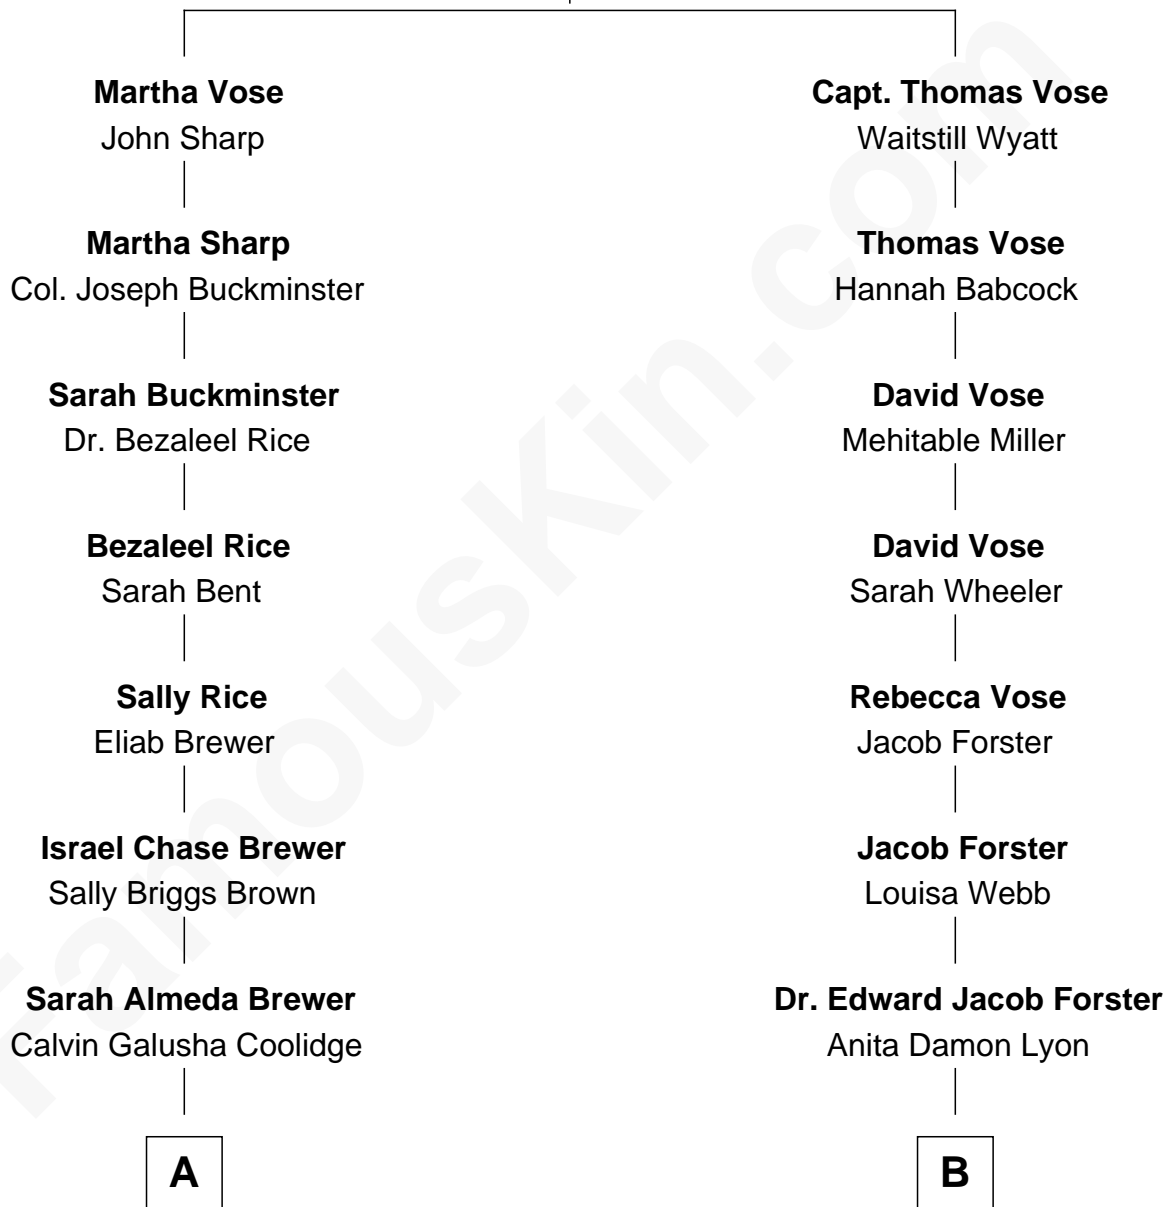 Martha Vose
John Sharp
Martha Sharp
Col. Joseph Buckminster
Sarah Buckminster
Dr. Bezaleel Rice
Bezaleel Rice
Sarah Bent
Sally Rice
Eliab Brewer
Israel Chase Brewer
Sally Briggs Brown
Sarah Almeda Brewer
Calvin Galusha Coolidge
A
Capt. Thomas Vose
Waitstill Wyatt
Thomas Vose
Hannah Babcock
David Vose
Mehitable Miller
David Vose
Sarah Wheeler
Rebecca Vose
Jacob Forster
Jacob Forster
Louisa Webb
Dr. Edward Jacob Forster
Anita Damon Lyon
B
FamousKin.com